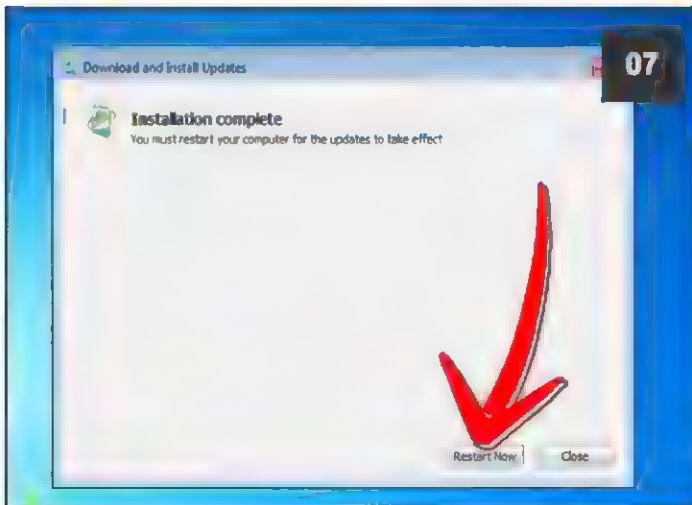 Download and Install Updates
07
Installation complete
You must restart your computer for the updates to take effect
Restart Now
Close